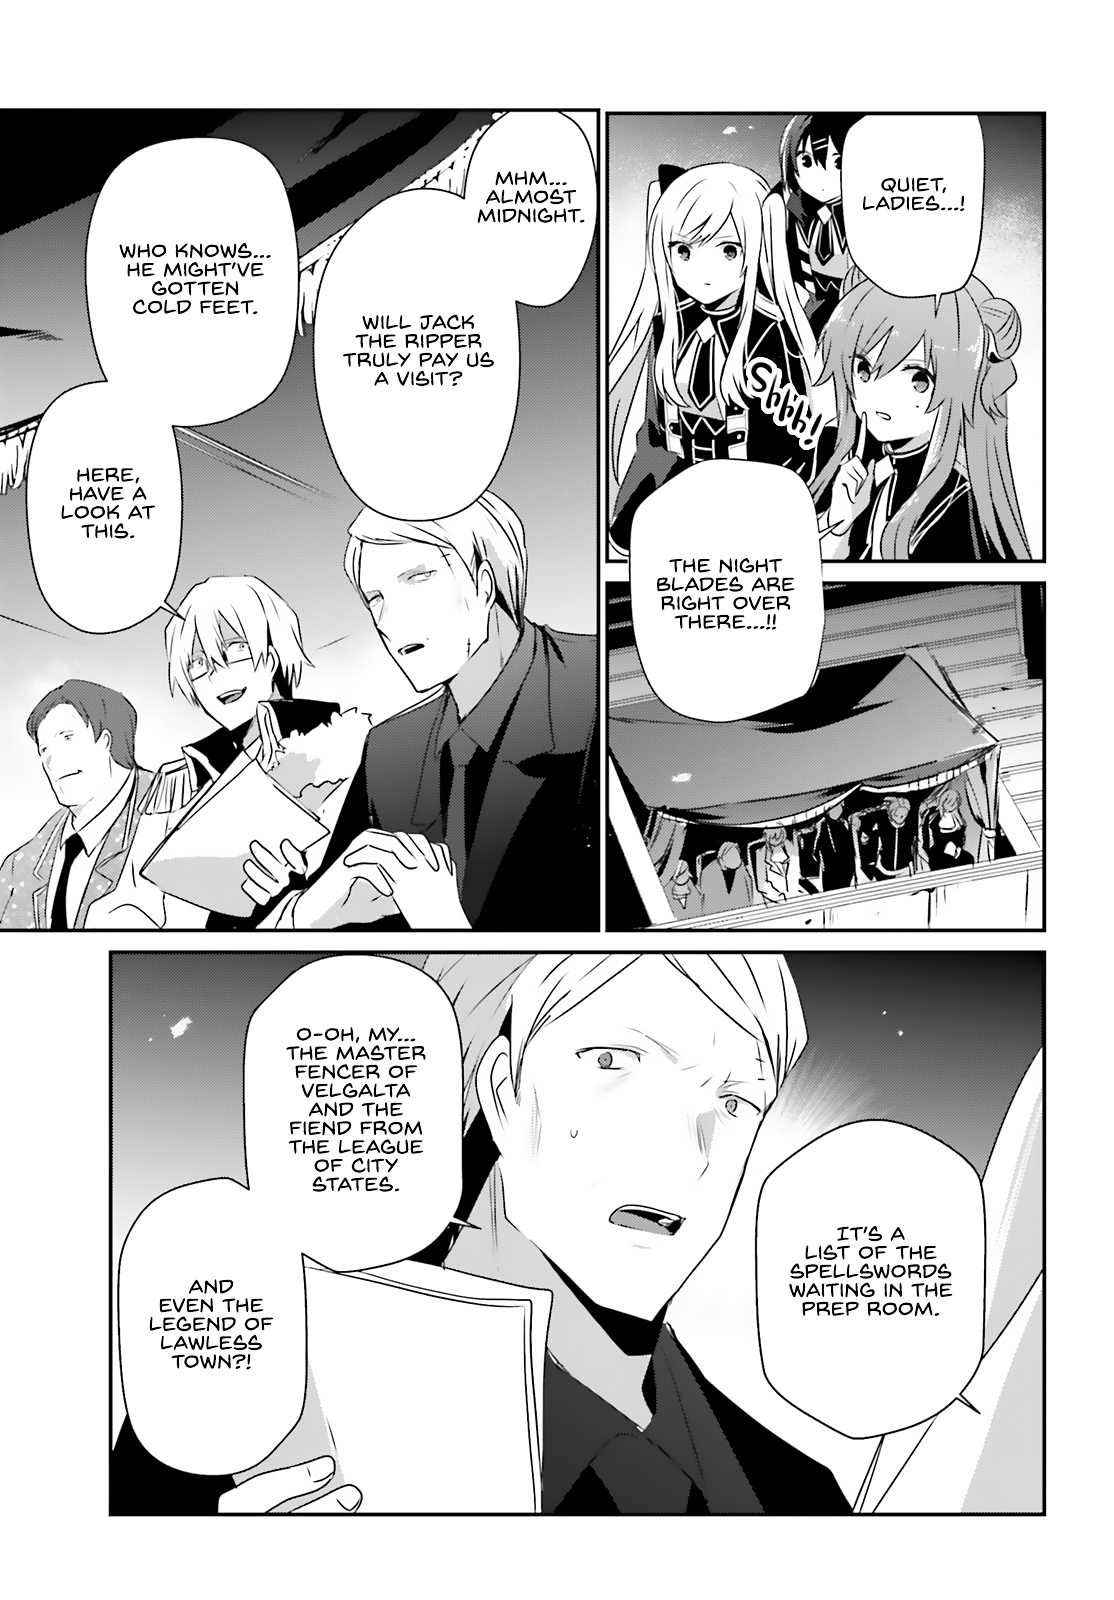 QUIET,
LADIES...!
Shhh!
THE NIGHT
BLADES ARE
RIGHT OVER
THERE...!!
MHM...
ALMOST
MIDNIGHT.
WILL JACK
THE RIPPER
TRULY PAY US
A VISIT?
WHO KNOWS...
HE MIGHT'VE
GOTTEN
COLD FEET.
HERE,
HAVE A
LOOK AT
THIS.
IT'S A
LIST OF THE
SPELLSWORDS
WAITING IN THE
PREP ROOM.
O-OH, MY...
THE MASTER
FENCER OF
VELGALTA
AND THE
FIEND FROM
THE LEAGUE
OF CITY
STATES.
AND
EVEN THE
LEGEND OF
LAWLESS
TOWN?!